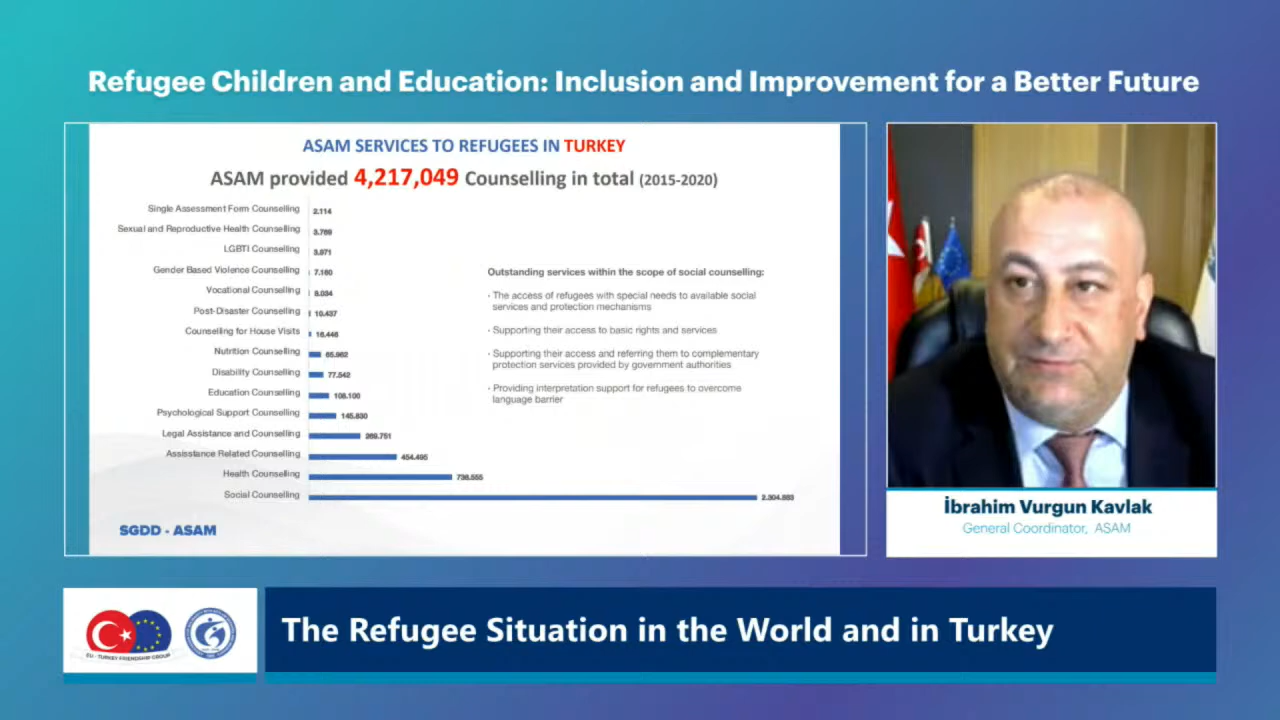 Refugee Children and Education: Inclusion and Improvement for a Better Future
ASAM SERVICES TO REFUGEES IN TURKEY
ASAM provided 4,217,049 Counselling in total (2015-2020)
Single Assessment Form Counselling 2.114
Sexual and Reproductive Health Counselling 3.769
LGBTI Counselling 3.971
Gender Based Violence Counselling 7.160
Vocational Counselling 8.034
Post-Disaster Counselling 10.437
Counselling for House Visits 16.446
Nutrition Counselling 65.962
Disability Counselling 77.542
Education Counselling 108.100
Psychological Support Counselling 145.830
Legal Assistance and Counselling 269.751
Assisstance Related Counselling 454.495
Health Counselling 738.555
Social Counselling 2.304.883
Outstanding services within the scope of social counselling:
- The access of refugees with special needs to available social
services and protection mechanisms
- Supporting their access to basic rights and services
- Supporting their access and referring them to complementary
protection services provided by government authorities
- Providing interpretation support for refugees to overcome
language barrier
SGDD - ASAM
İbrahim Vurgun Kavlak
General Coordinator, ASAM
EU - TURKEY FRIENDSHIP GROUP
The Refugee Situation in the World and in Turkey